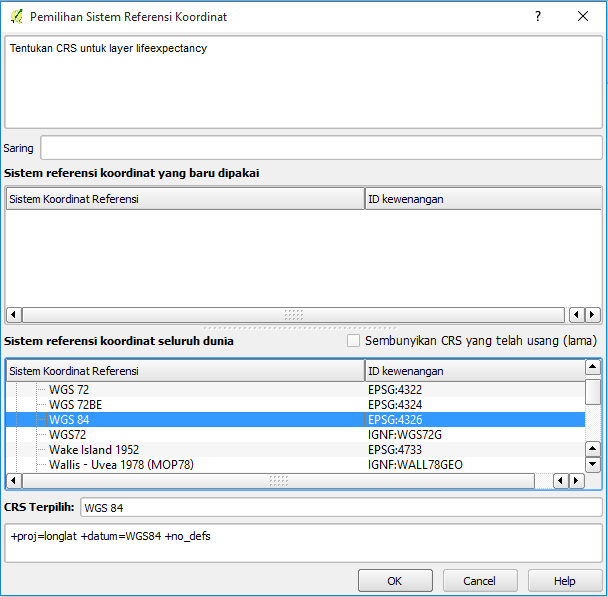 Pemilihan Sistem Referensi Koordinat
?
Tentukan CRS untuk layer lifeexpectancy
Saring
Sistem referensi koordinat yang baru dipakai
Sistem Koordinat Referensi ID kewenangan
Sistem referensi koordinat seluruh dunia Sembunyikan CRS yang telah usang (lama)
Sistem Koordinat Referensi ID kewenangan
WGS 72 EPSG:4322
WGS 72BE EPSG:4324
WGS 84 EPSG:4326
WGS72 IGNF:WGS72G
Wake Island 1952 EPSG:4733
Wallis - Uvea 1978 (MOP78) IGNF:WALL78GEO
CRS Terpilih: WGS 84
+proj=longlat +datum=WGS84 +no_defs
OK Cancel Help